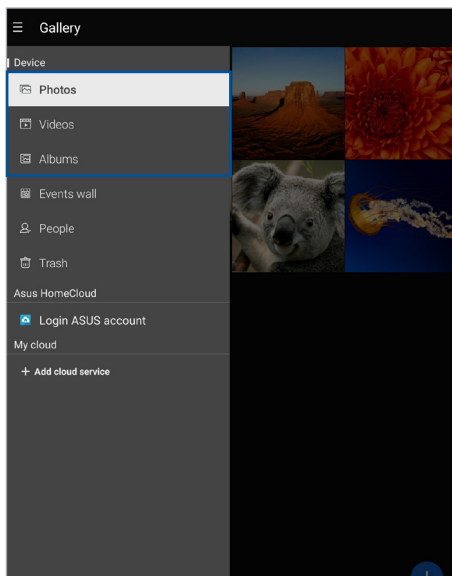 Gallery
Device
Photos
Videos
Albums
Events wall
People
Trash
Asus HomeCloud
Login ASUS account
My cloud
+ Add cloud service